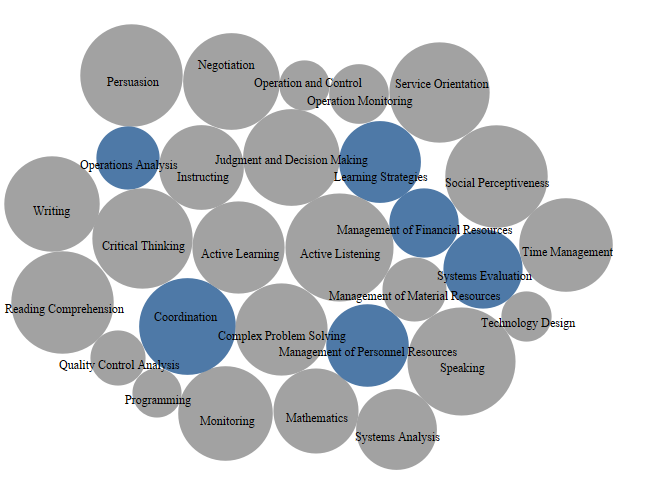 Persuasion
Negotiation
Operation and Control
Operation Monitoring
Service Orientation
Operations Analysis
Instructing
Judgment and Decision Making
Learning Strategies
Social Perceptiveness
Writing
Critical Thinking
Active Learning
Active Listening
Management of Financial Resources
Time Management
Systems Evaluation
Management of Material Resources
Reading Comprehension
Coordination
Technology Design
Complex Problem Solving
Management of Personnel Resources
Quality Control Analysis
Speaking
Programming
Monitoring
Mathematics
Systems Analysis